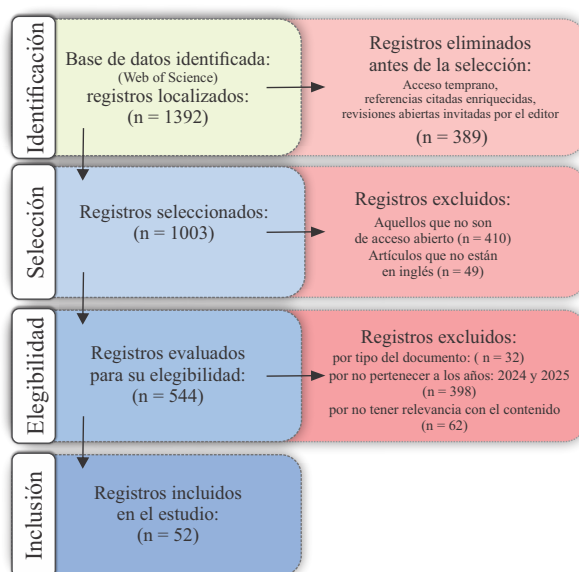 Identificación
Base de datos identificada:
(Web of Science)
registros localizados:
(n = 1392)
Registros eliminados
antes de la selección:
Acceso temprano,
referencias citadas enriquecidas,
revisiones abiertas invitadas por el editor
(n = 389)
Selección
Registros seleccionados:
(n = 1003)
Registros excluidos:
Aquellos que no son
de acceso abierto (n = 410)
Artículos que no están
en inglés (n = 49)
Elegibilidad
Registros evaluados
para su elegibilidad:
(n = 544)
Registros excluidos:
por tipo del documento: ( n = 32)
por no pertenecer a los años: 2024 y 2025
(n = 398)
por no tener relevancia con el contenido
(n = 62)
Inclusión
Registros incluidos
en el estudio:
(n = 52)